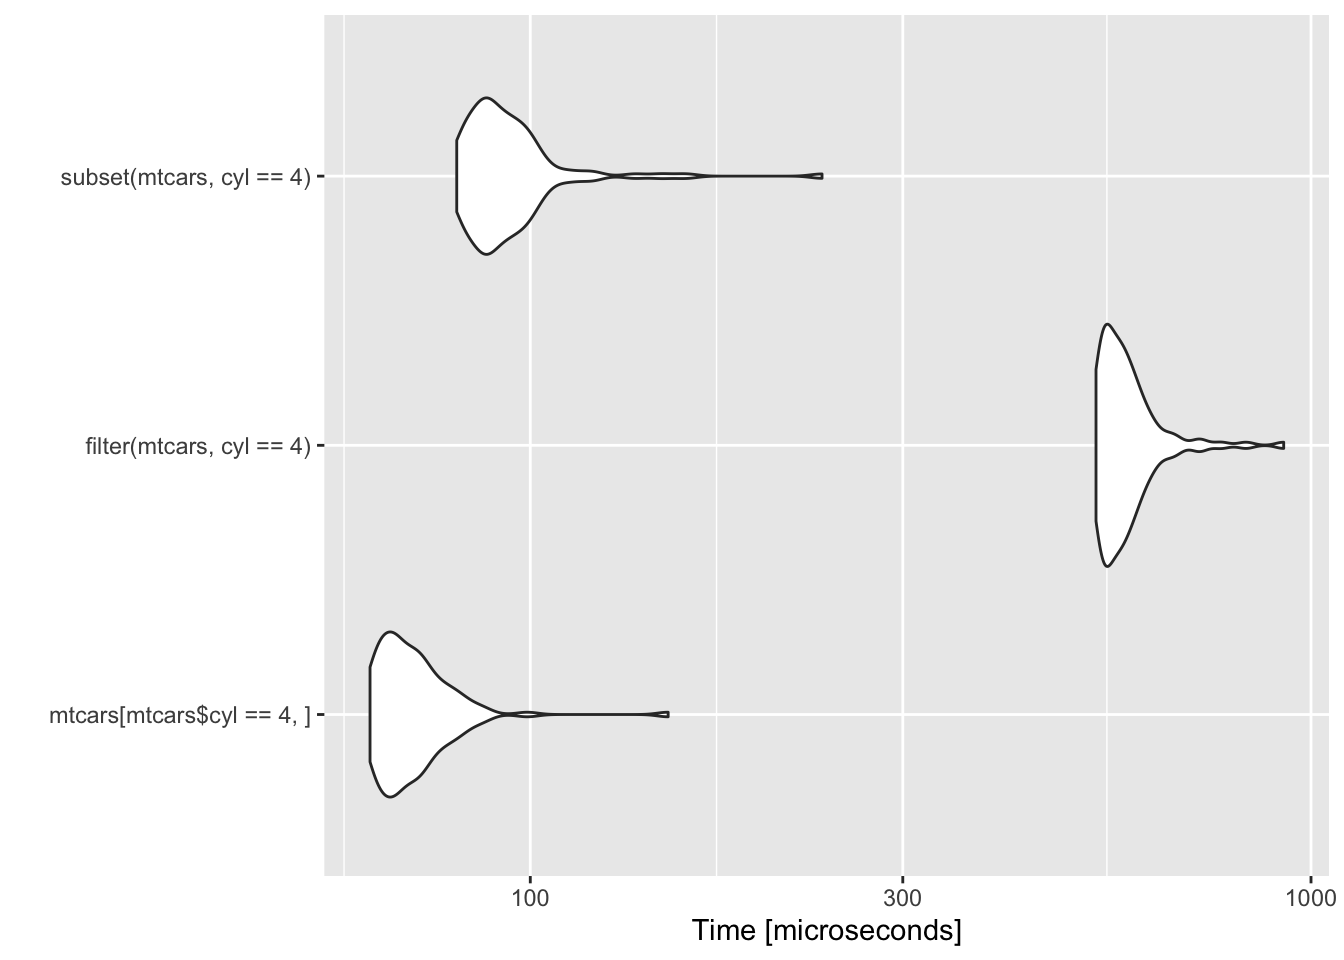 subset(mtcars, cyl == 4)
filter(mtcars, cyl == 4)
mtcars[mtcars$cyl == 4, ]
100 300 1000
Time [microseconds]